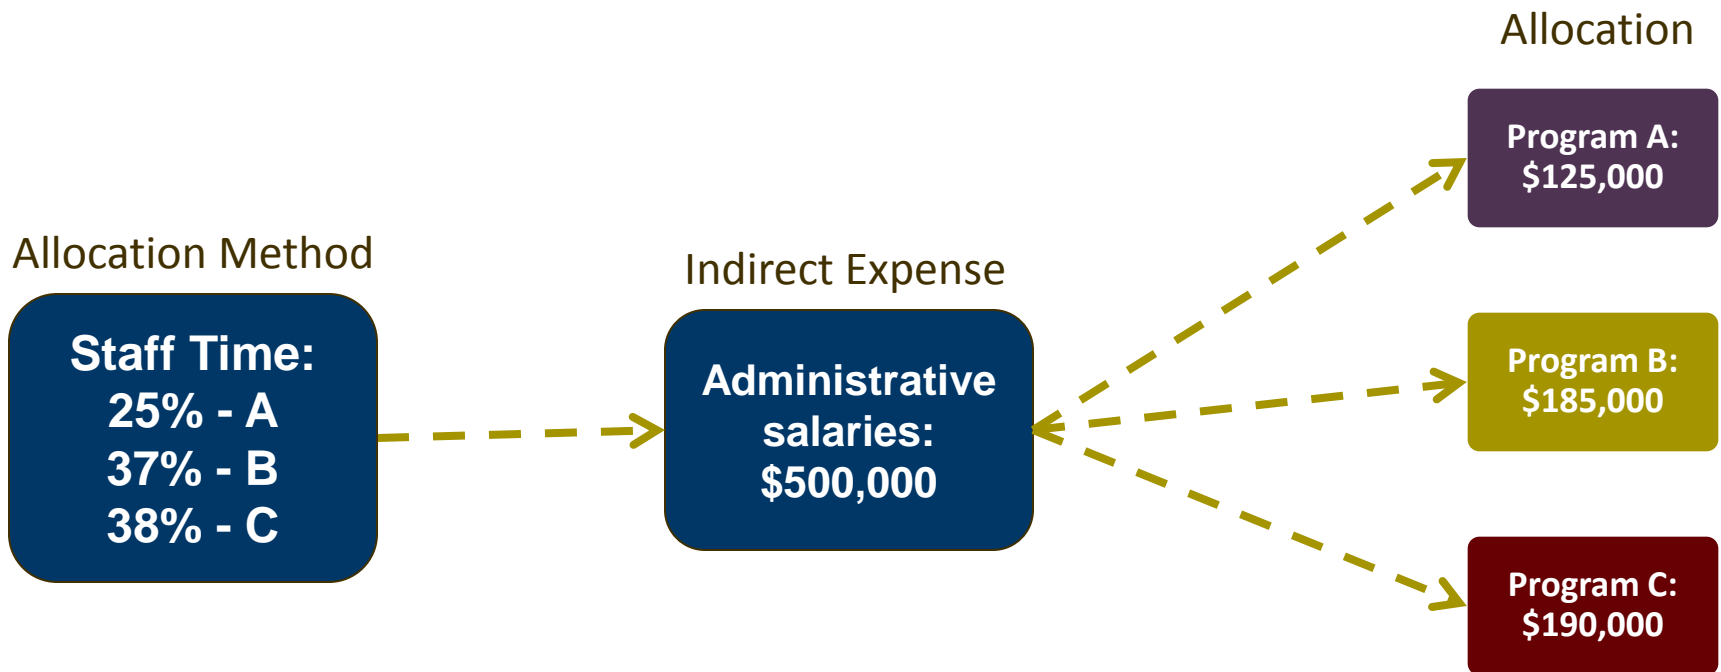 Allocation Method
Staff Time:
25% - A
37% - B
38% - C
Indirect Expense
Administrative
salaries:
$500,000
Allocation
Program A:
$125,000
Program B:
$185,000
Program C:
$190,000